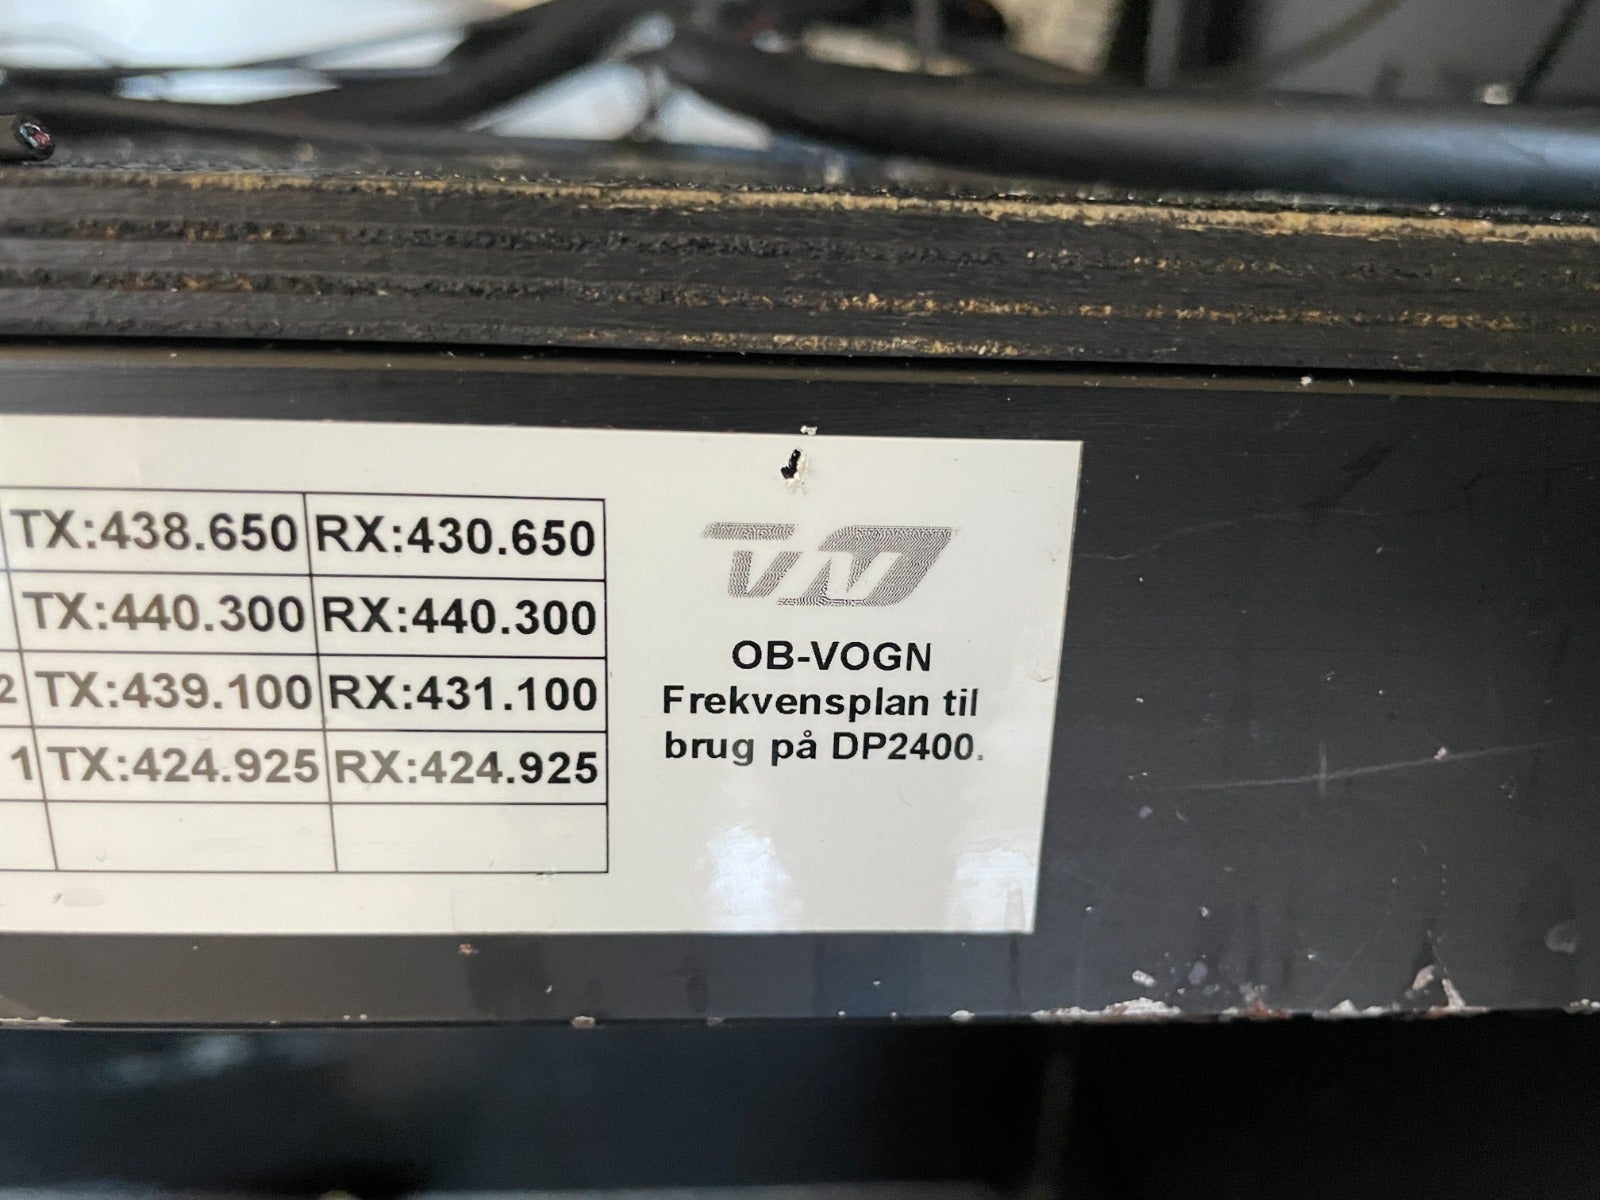 TX:438.650 RX:430.650
TX:440.300 RX:440.300
2 TX:439.100 RX:431.100
1 TX:424.925 RX:424.925
TVN
OB-VOGN
Frekvensplan til
brug på DP2400.